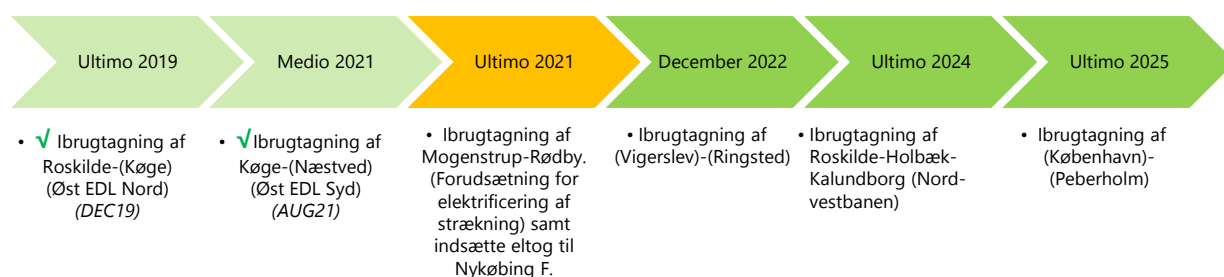 Ultimo 2019
Medio 2021
Ultimo 2021
December 2022
Ultimo 2024
Ultimo 2025
• √ Ibrugtagning af
Roskilde-(Køge)
(Øst EDL Nord)
(DEC19)
• √Ibrugtagning af
Køge-(Næstved)
(Øst EDL Syd)
(AUG21)
• Ibrugtagning af
Mogenstrup-Rødby.
(Forudsætning for
elektrificering af
strækning) samt
indsætte eltog til
Nykøbing F.
• Ibrugtagning af
(Vigerslev)-(Ringsted)
• Ibrugtagning af
Roskilde-Holbæk-
Kalundborg (Nord-
vestbanen)
• Ibrugtagning af
(København)-
(Peberholm)